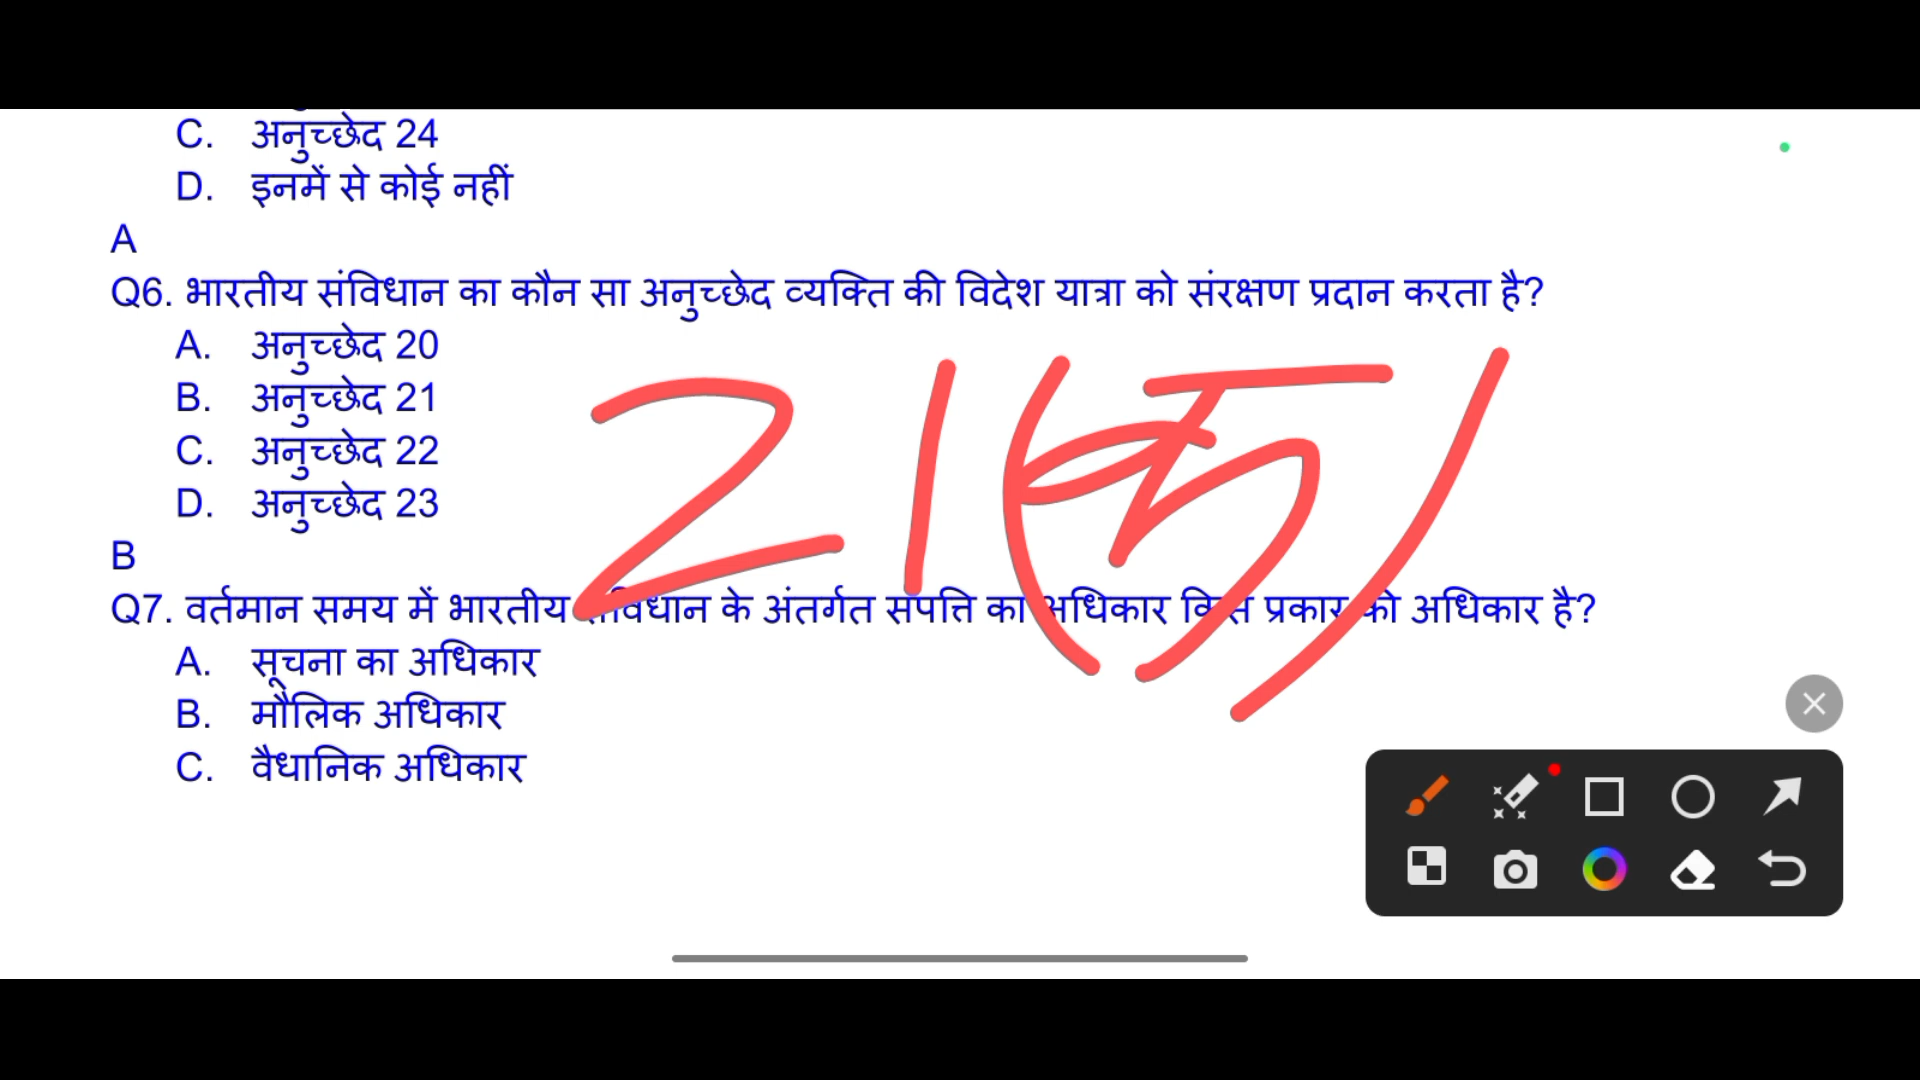 C. अनुच्छेद 24
D. इनमें से कोई नहीं
A
Q6. भारतीय संविधान का कौन सा अनुच्छेद व्यक्ति की विदेश यात्रा को संरक्षण प्रदान करता है?
A. अनुच्छेद 20
B. अनुच्छेद 21
C. अनुच्छेद 22
D. अनुच्छेद 23
21(क)
B
Q7. वर्तमान समय में भारतीय संविधान के अंतर्गत संपत्ति का अधिकार किस प्रकार को अधिकार है?
A. सूचना का अधिकार
B. मौलिक अधिकार
C. वैधानिक अधिकार